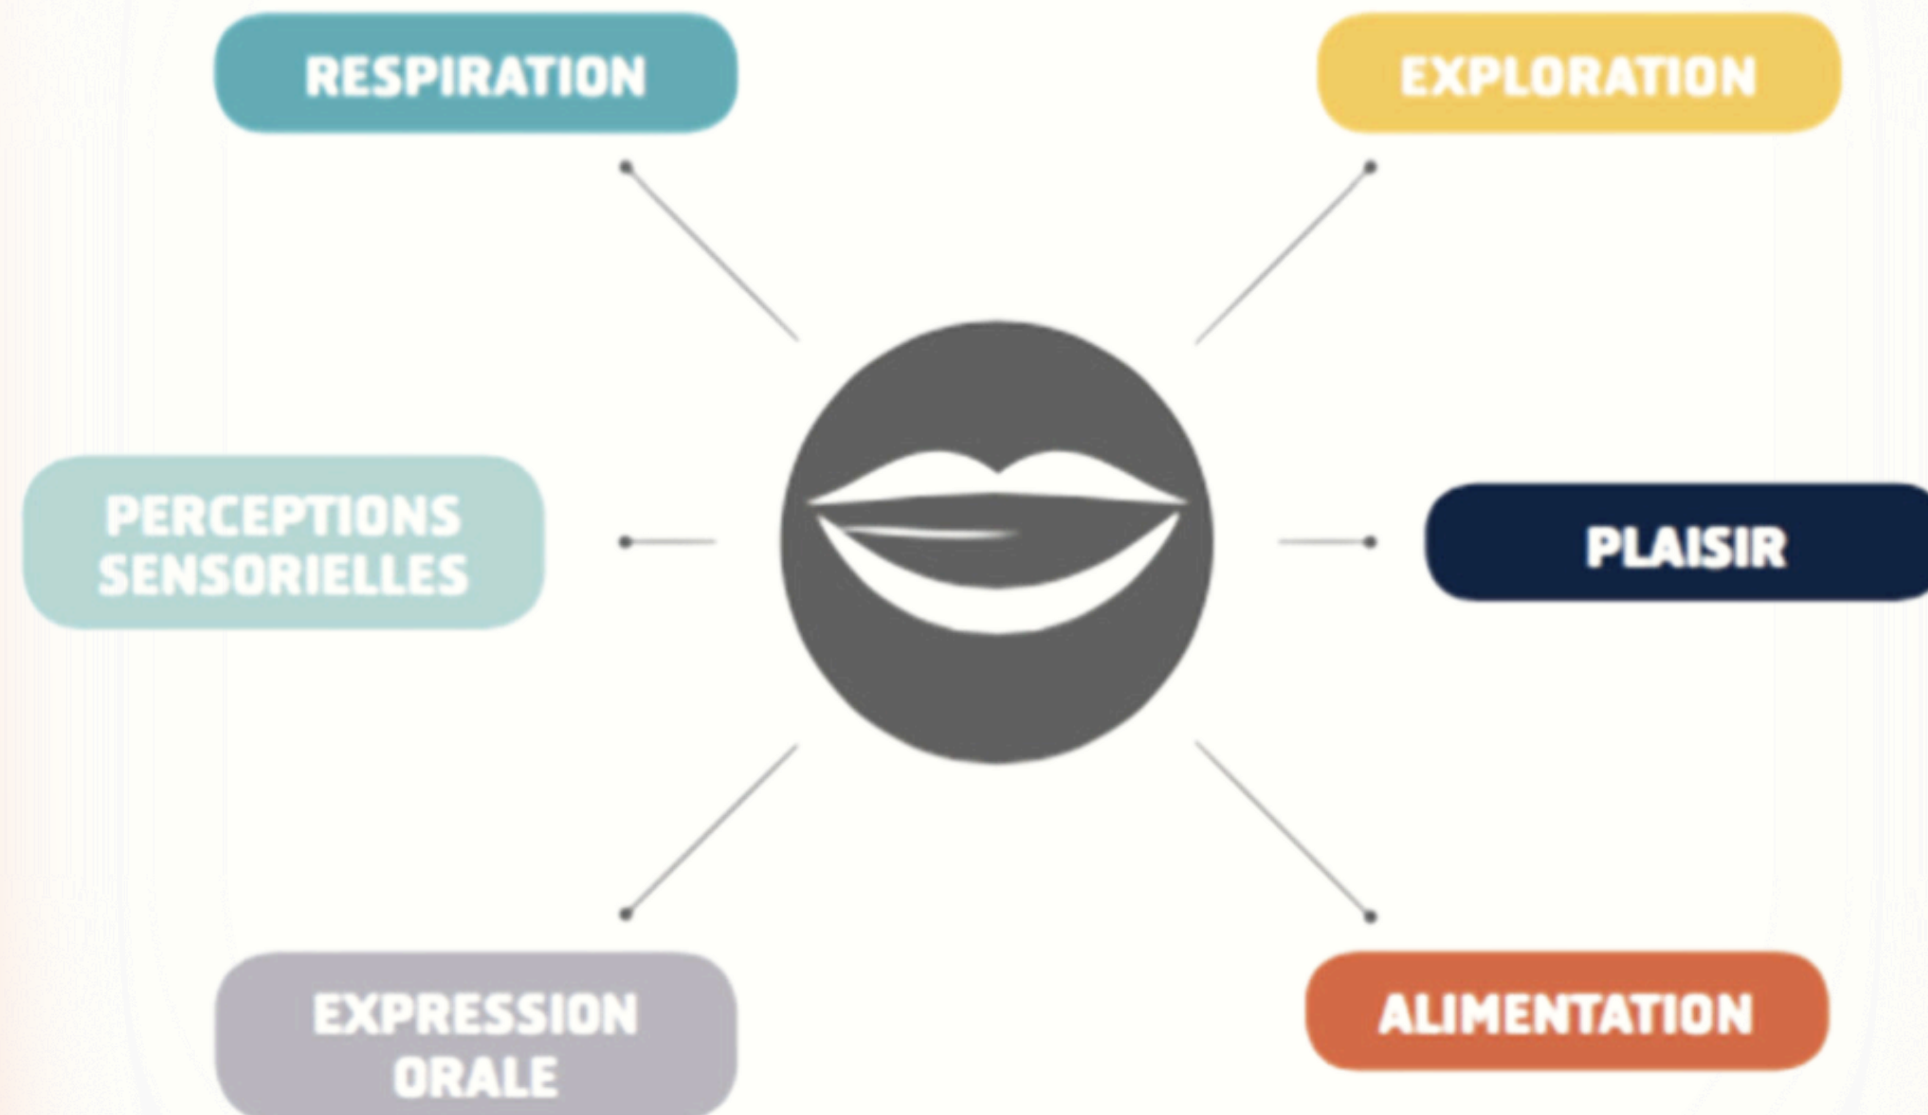 RESPIRATION
EXPLORATION
PERCEPTIONS
SENSORIELLES
PLAISIR
EXPRESSION
ORALE
ALIMENTATION